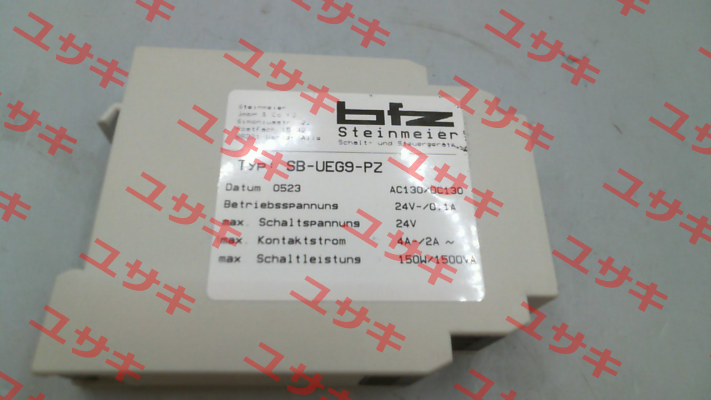 ユサキ
bfz
Steinmeier
Steinmeier
Schalt- und Steuergeräte
Typ: SB-UEG9-PZ
Datum 0523 AC130/DC130
Betriebsspannung 24V-/0.1A
max. Schaltspannung 24V
max. Kontaktstrom 4A-/2A ~
max. Schaltleistung 150W/1500VA